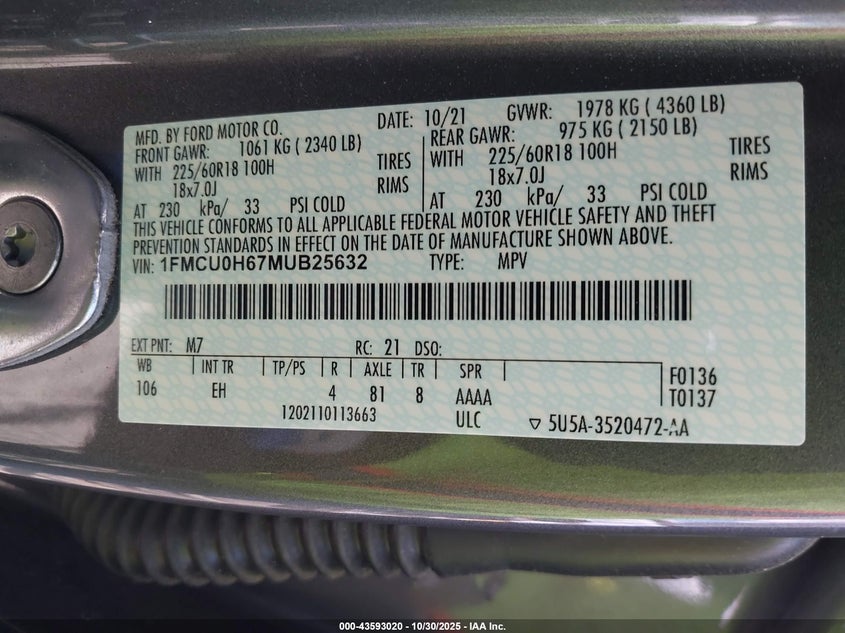 DATE: 10/21 GVWR: 1978 KG ( 4360 LB)
MFD. BY FORD MOTOR CO.
FRONT GAWR: 1061 KG ( 2340 LB)
WITH 225/60R18 100H TIRES
18x7.0J RIMS
AT 230 kPa/ 33 PSI COLD
REAR GAWR: 975 KG ( 2150 LB)
WITH 225/60R18 100H TIRES
18x7.0J RIMS
AT 230 kPa/ 33 PSI COLD
THIS VEHICLE CONFORMS TO ALL APPLICABLE FEDERAL MOTOR VEHICLE SAFETY AND THEFT
PREVENTION STANDARDS IN EFFECT ON THE DATE OF MANUFACTURE SHOWN ABOVE.
VIN: 1FMCU0H67MUB25632 TYPE: MPV
EXT PNT: M7 RC: 21 DSO:
WB INT TR TP/PS R AXLE TR SPR
106 EH 4 81 8 AAAA
F0136
T0137
1202110113663 ULC ▽ 5U5A-3520472-AA
000-43593020 - 10/30/2025 - IAA Inc.